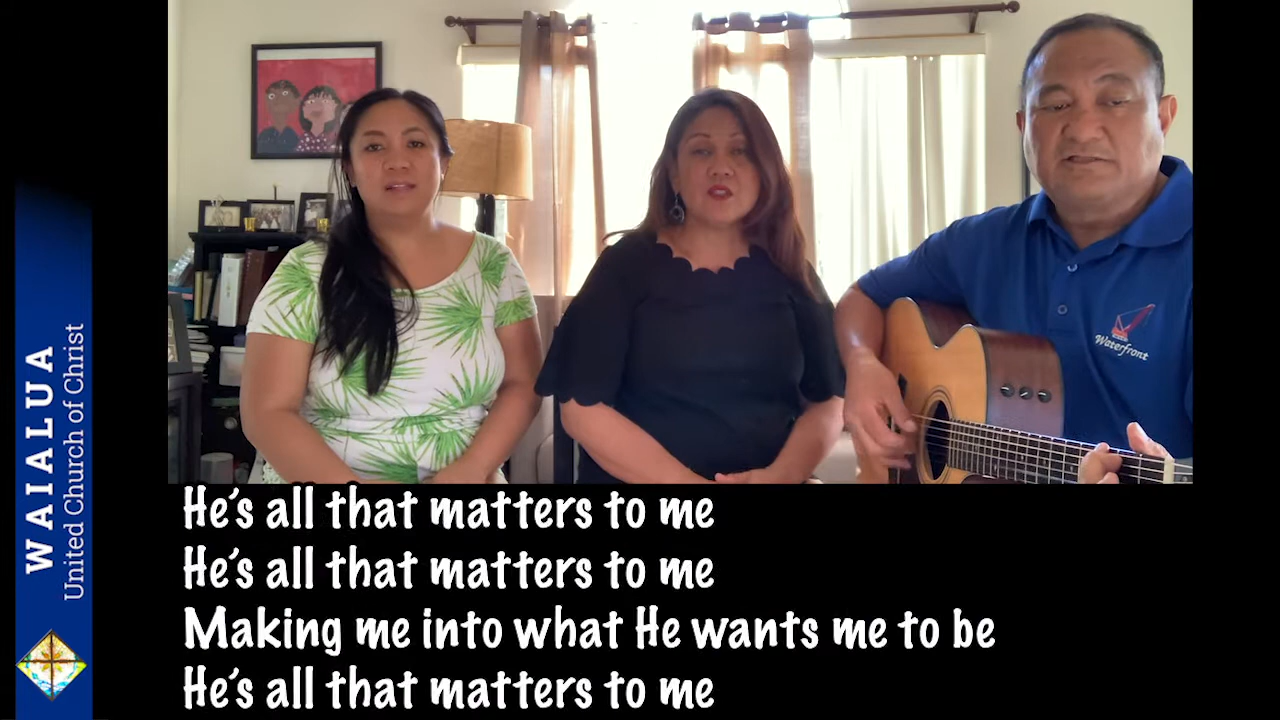 WAIALUA
United Church of Christ
Waterfront
He's all that matters to me
He's all that matters to me
Making me into what He wants me to be
He's all that matters to me